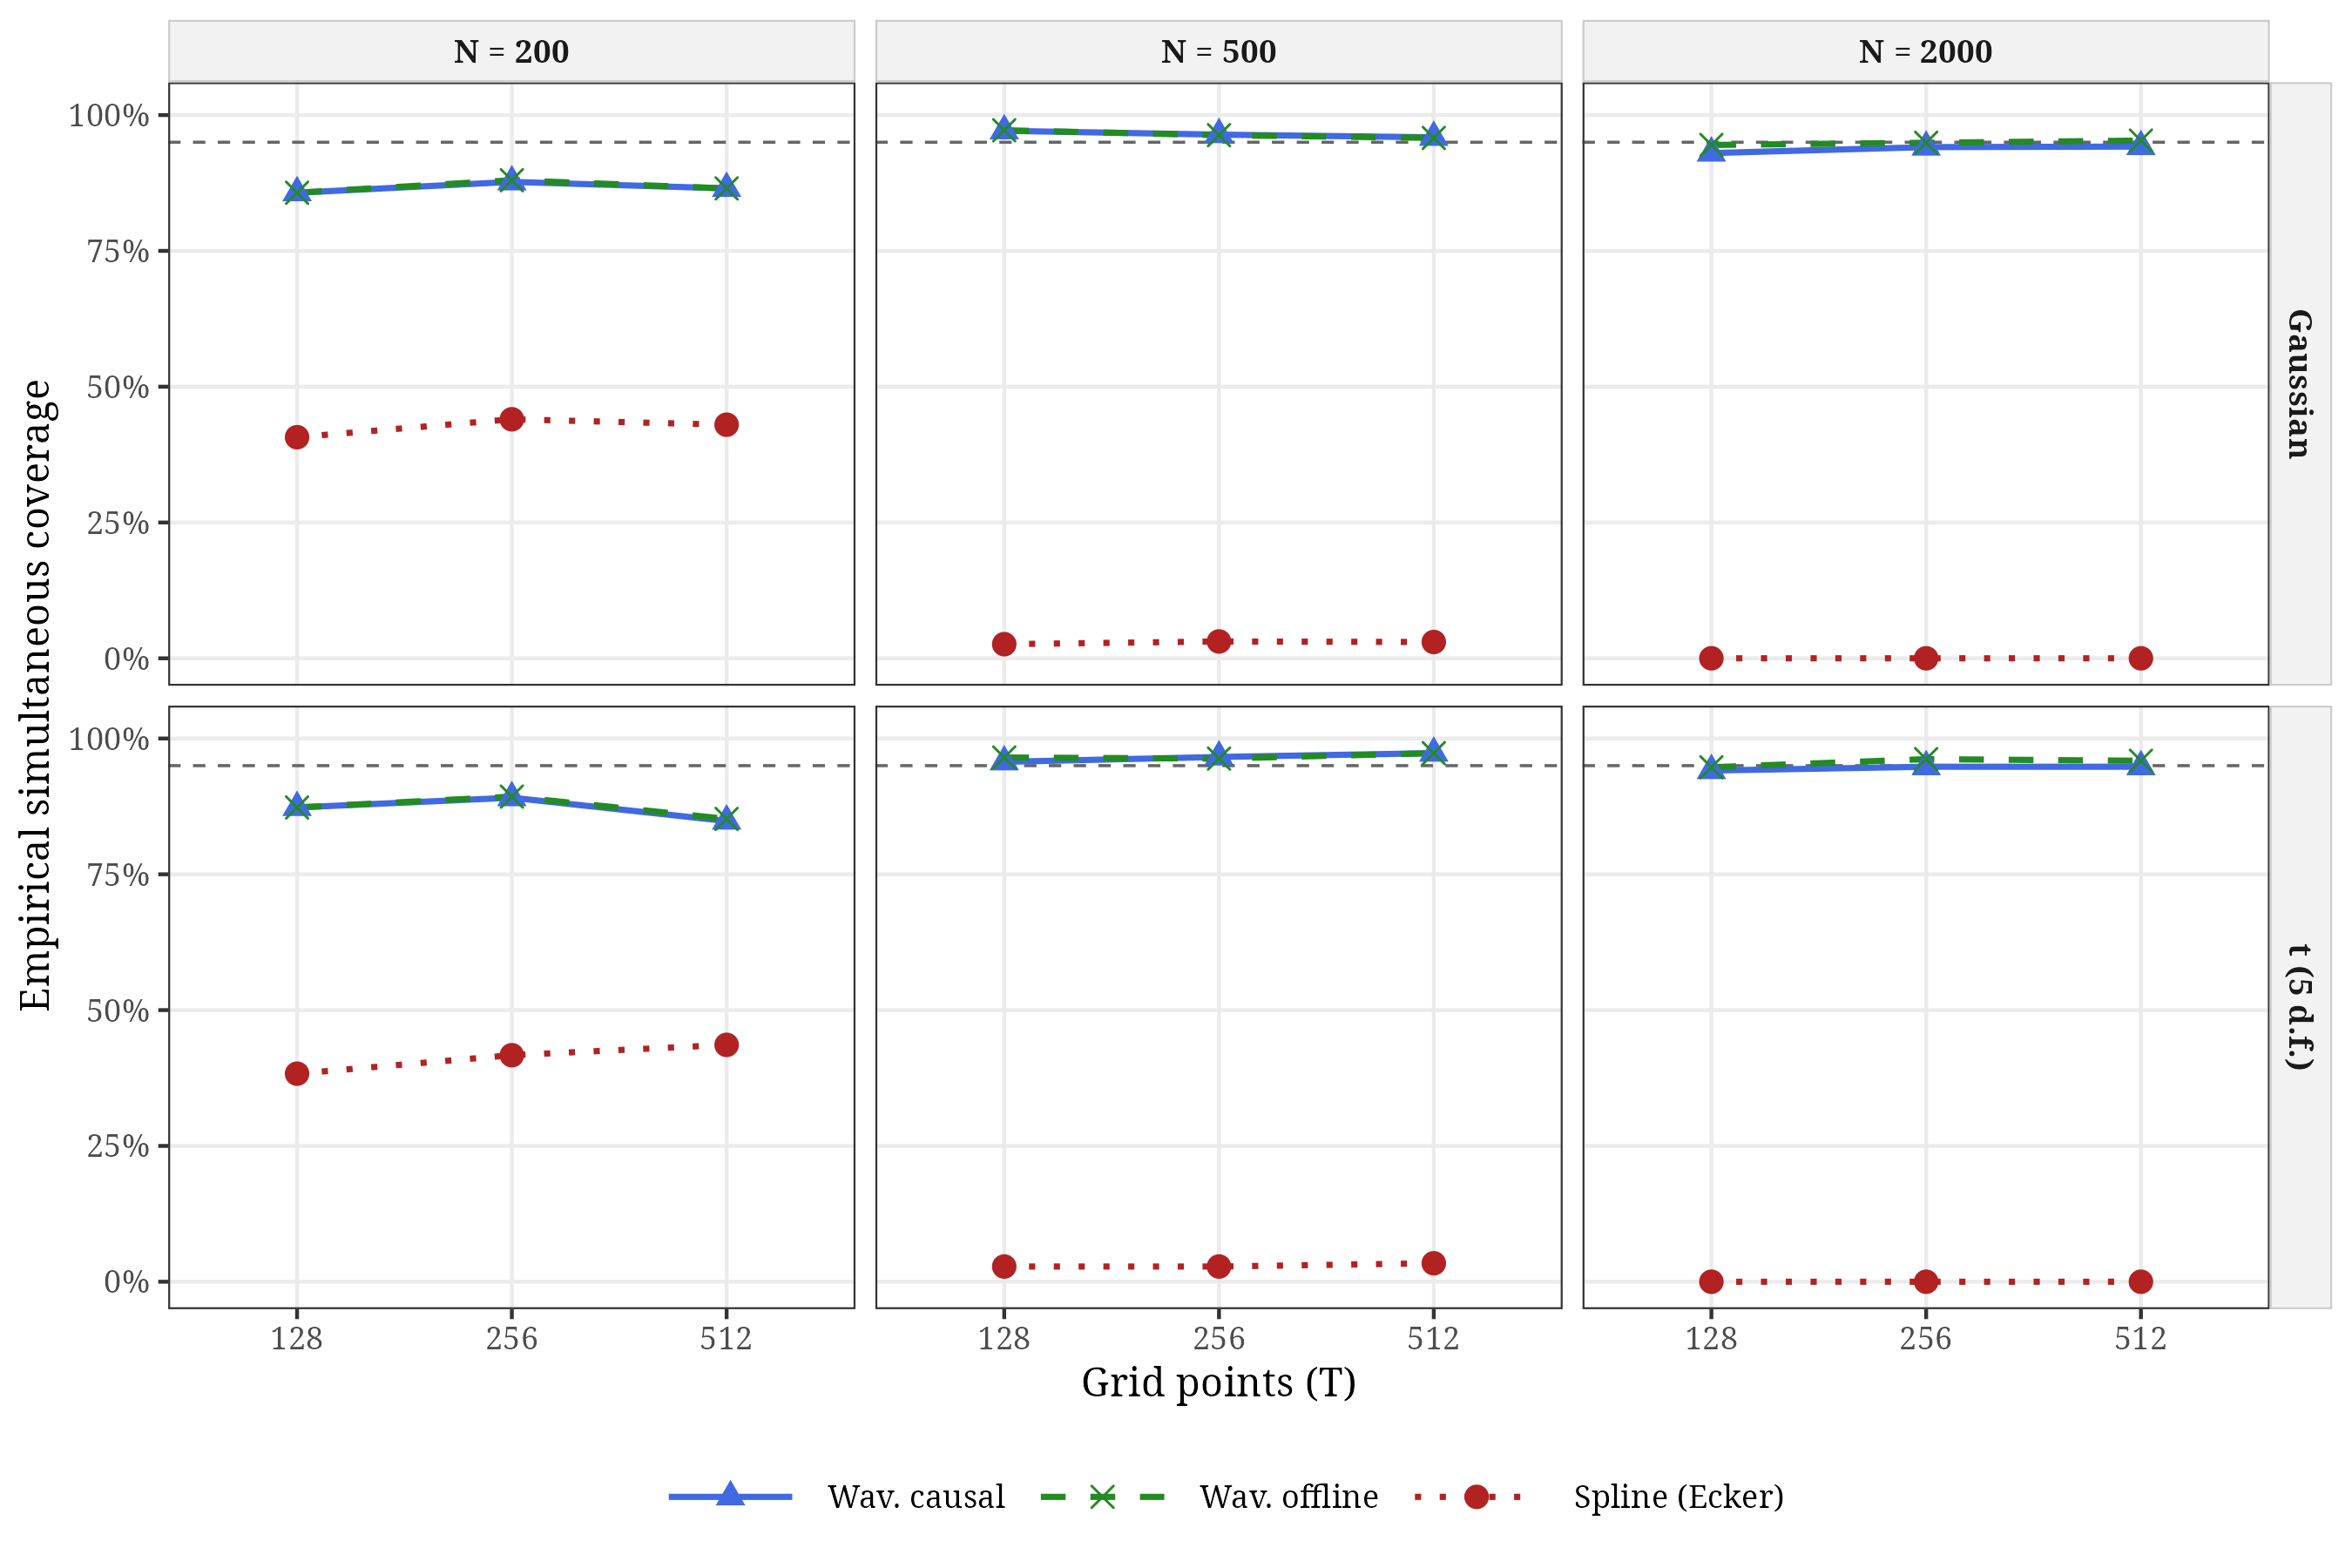 N = 200
N = 500
N = 2000
Empirical simultaneous coverage
100%
75%
50%
25%
0%
Gaussian
100%
75%
50%
25%
0%
t (5 d.f.)
128 256 512
128 256 512
128 256 512
Grid points (T)
Wav. causal
Wav. offline
Spline (Ecker)